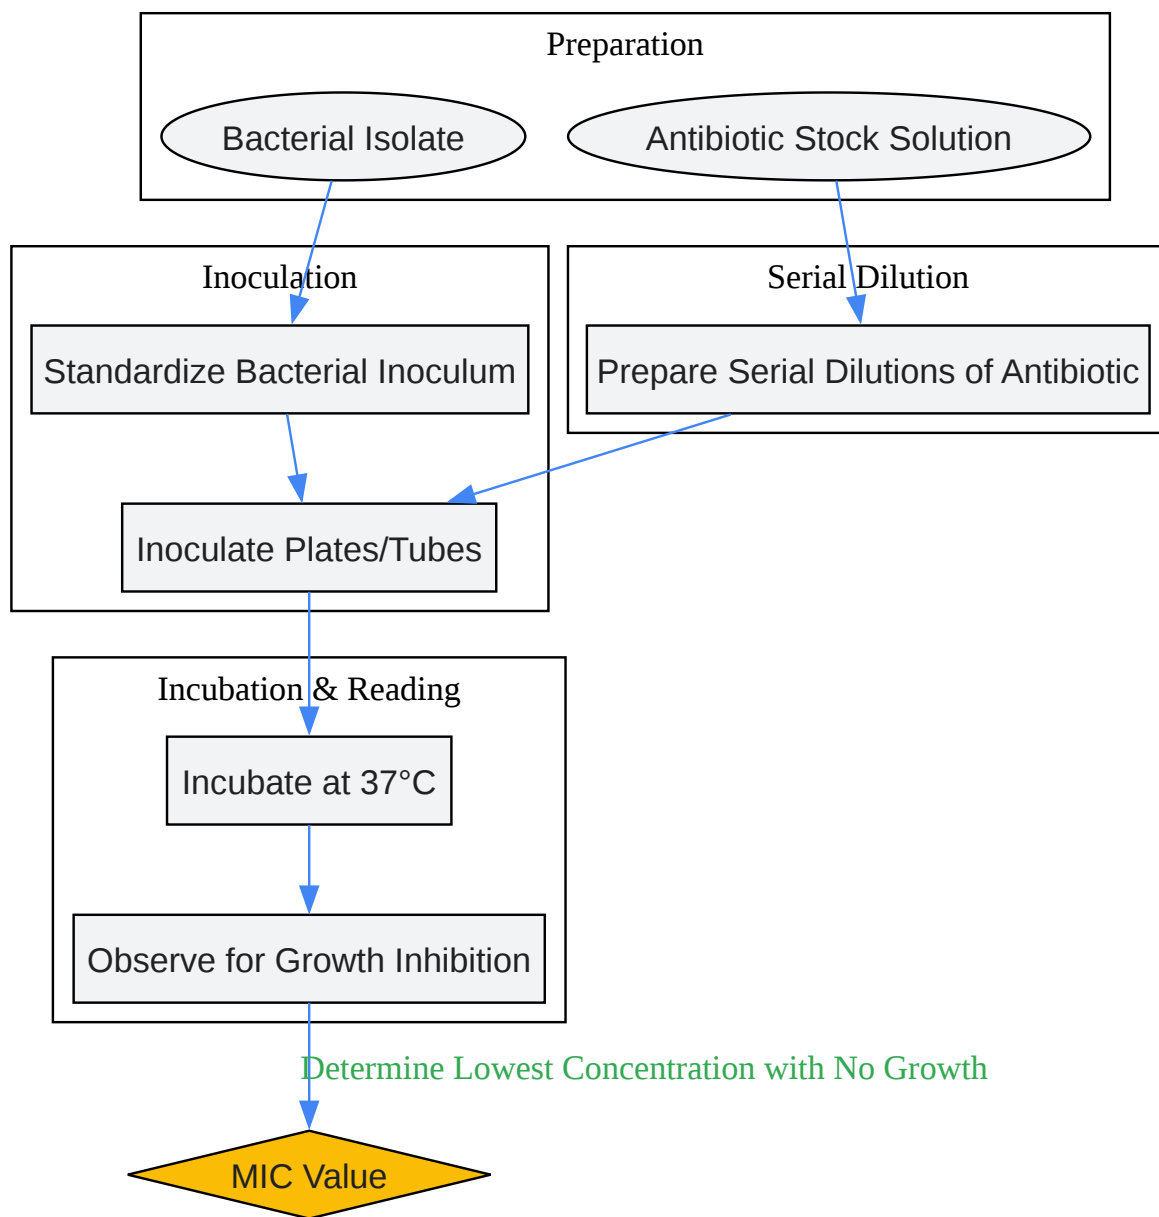 Preparation
Bacterial Isolate
Antibiotic Stock Solution
Inoculation
Serial Dilution
Standardize Bacterial Inoculum
Prepare Serial Dilutions of Antibiotic
Inoculate Plates/Tubes
Incubation & Reading
Incubate at 37°C
Observe for Growth Inhibition
Determine Lowest Concentration with No Growth
MIC Value